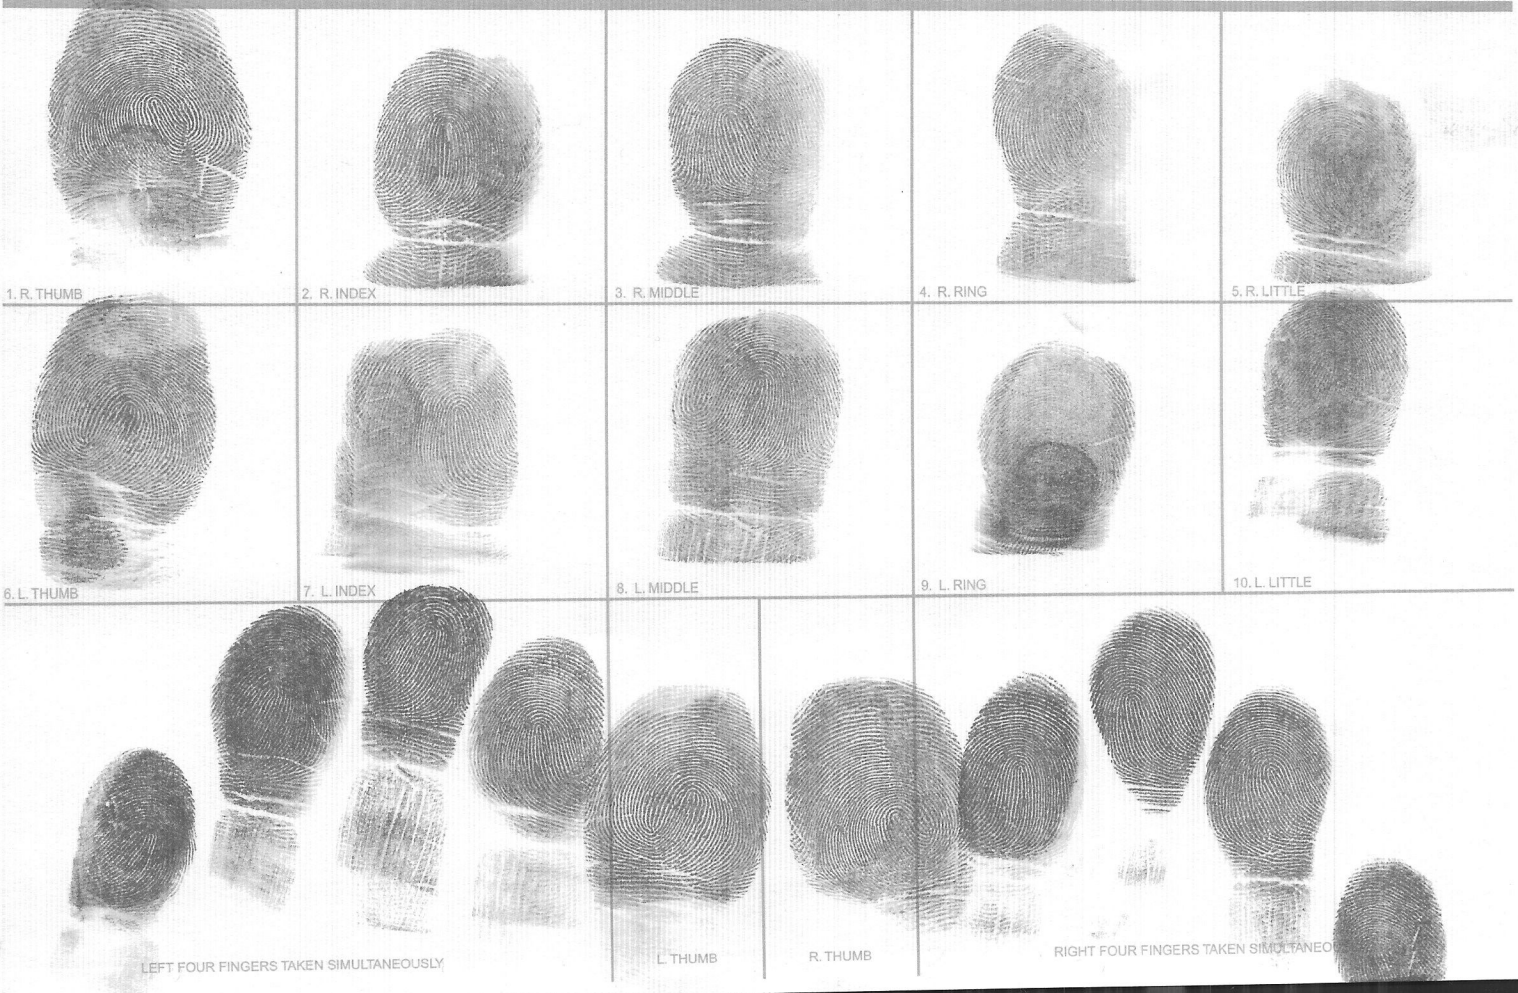 1. R. THUMB
2. R. INDEX
3. R. MIDDLE
4. R. RING
5. R. LITTLE
6. L. THUMB
7. L. INDEX
8. L. MIDDLE
9. L. RING
10. L. LITTLE
LEFT FOUR FINGERS TAKEN SIMULTANEOUSLY
L. THUMB
R. THUMB
RIGHT FOUR FINGERS TAKEN SIMULTANEO